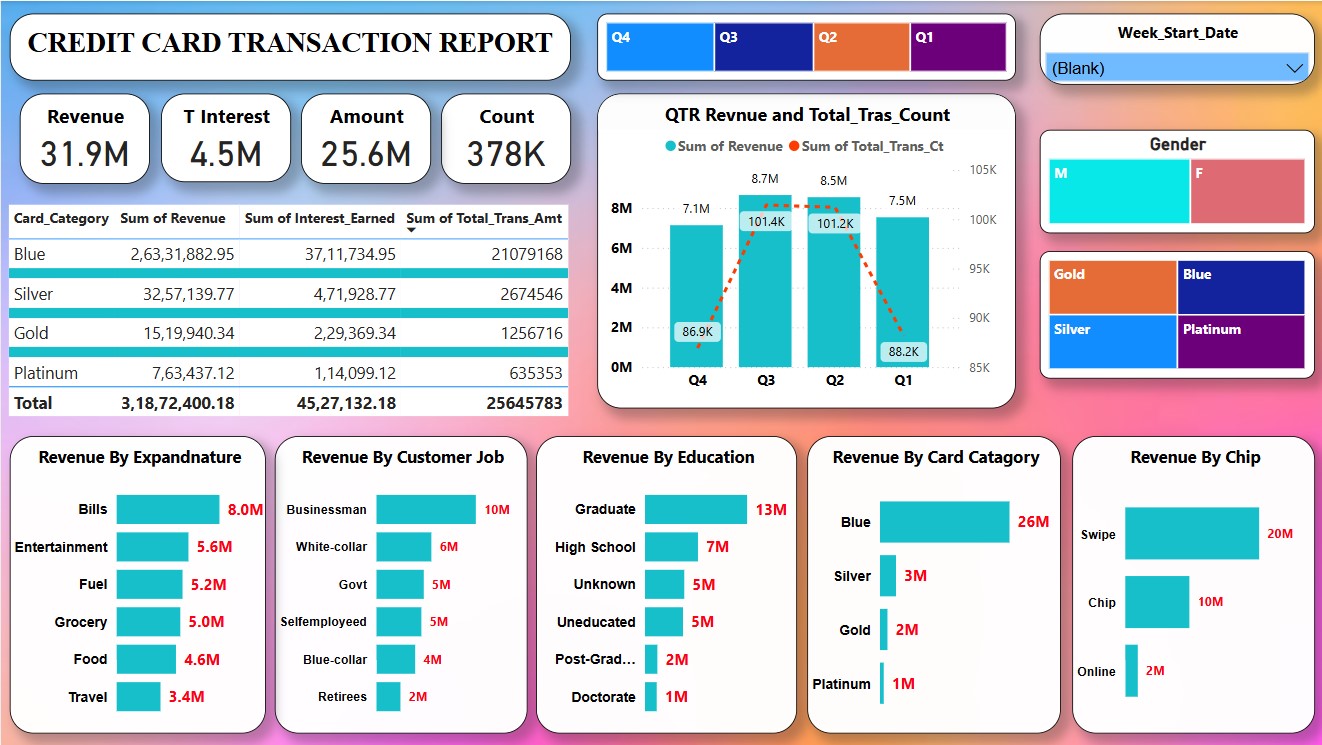 CREDIT CARD TRANSACTION REPORT
Q4 Q3 Q2 Q1
Week_Start_Date
(Blank)
Revenue
31.9M
T Interest
4.5M
Amount
25.6M
Count
378K
Card_Category Sum of Revenue Sum of Interest_Earned Sum of Total_Trans_Amt
Blue 2,63,31,882.95 37,11,734.95 21079168
Silver 32,57,139.77 4,71,928.77 2674546
Gold 15,19,940.34 2,29,369.34 1256716
Platinum 7,63,437.12 1,14,099.12 635353
Total 3,18,72,400.18 45,27,132.18 25645783
QTR Revnue and Total_Tras_Count
Sum of Revenue Sum of Total_Trans_Ct
105K
8.7M
8.5M
7.1M
7.5M
8M
101.4K
101.2K
100K
6M
95K
4M
90K
2M
86.9K
88.2K
0M
85K
Q4 Q3 Q2 Q1
Gender
M F
Gold Blue
Silver Platinum
Revenue By Expandnature
Bills 8.0M
Entertainment 5.6M
Fuel 5.2M
Grocery 5.0M
Food 4.6M
Travel 3.4M
Revenue By Customer Job
Businessman 10M
White-collar 6M
Govt 5M
Selfemployeed 5M
Blue-collar 4M
Retirees 2M
Revenue By Education
Graduate 13M
High School 7M
Unknown 5M
Uneducated 5M
Post-Grad... 2M
Doctorate 1M
Revenue By Card Catagory
Blue 26M
Silver 3M
Gold 2M
Platinum 1M
Revenue By Chip
Swipe 20M
Chip 10M
Online 2M